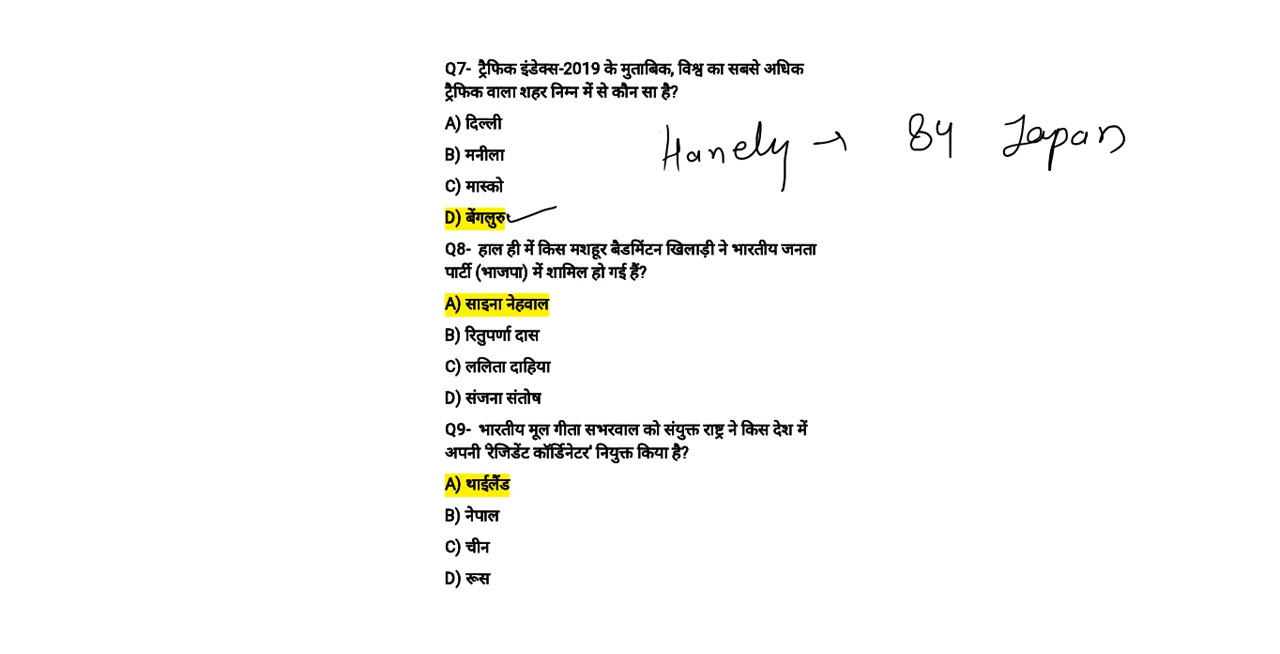 Q7- ट्रैफिक इंडेक्स-2019 के मुताबिक, विश्व का सबसे अधिक
ट्रैफिक वाला शहर निम्न में से कौन सा है?
A) दिल्ली
B) मनीला
C) मास्को
D) बेंगलुरु
Hanely → 84 Japan
Q8- हाल ही में किस मशहूर बैडमिंटन खिलाड़ी ने भारतीय जनता
पार्टी (भाजपा) में शामिल हो गई हैं?
A) साइना नेहवाल
B) रितुपर्णा दास
C) ललिता दाहिया
D) संजना संतोष
Q9- भारतीय मूल गीता सभरवाल को संयुक्त राष्ट्र ने किस देश में
अपनी 'रेजिडेंट कॉर्डिनेटर' नियुक्त किया है?
A) थाईलैंड
B) नेपाल
C) चीन
D) रूस